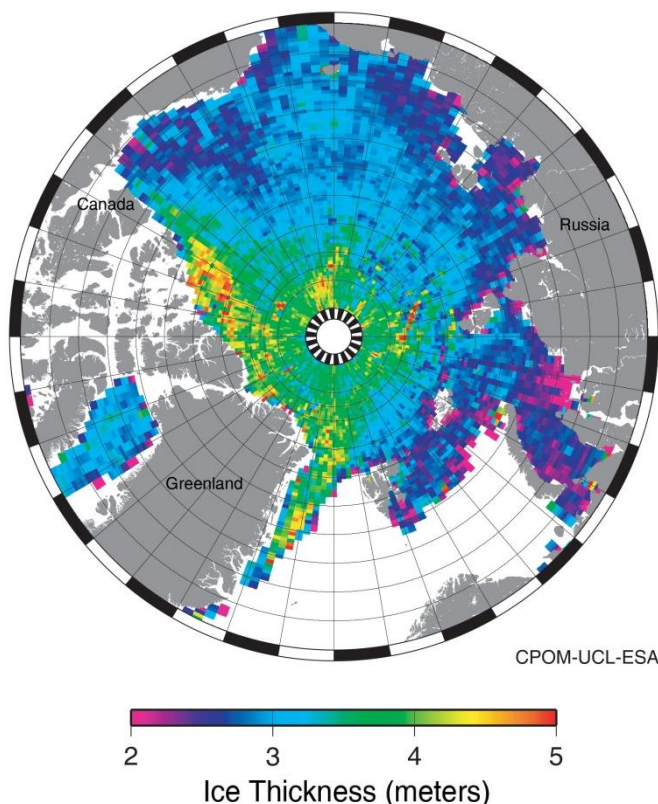 Canada
Russia
Greenland
CPOM-UCL-ESA
2 3 4 5
Ice Thickness (meters)